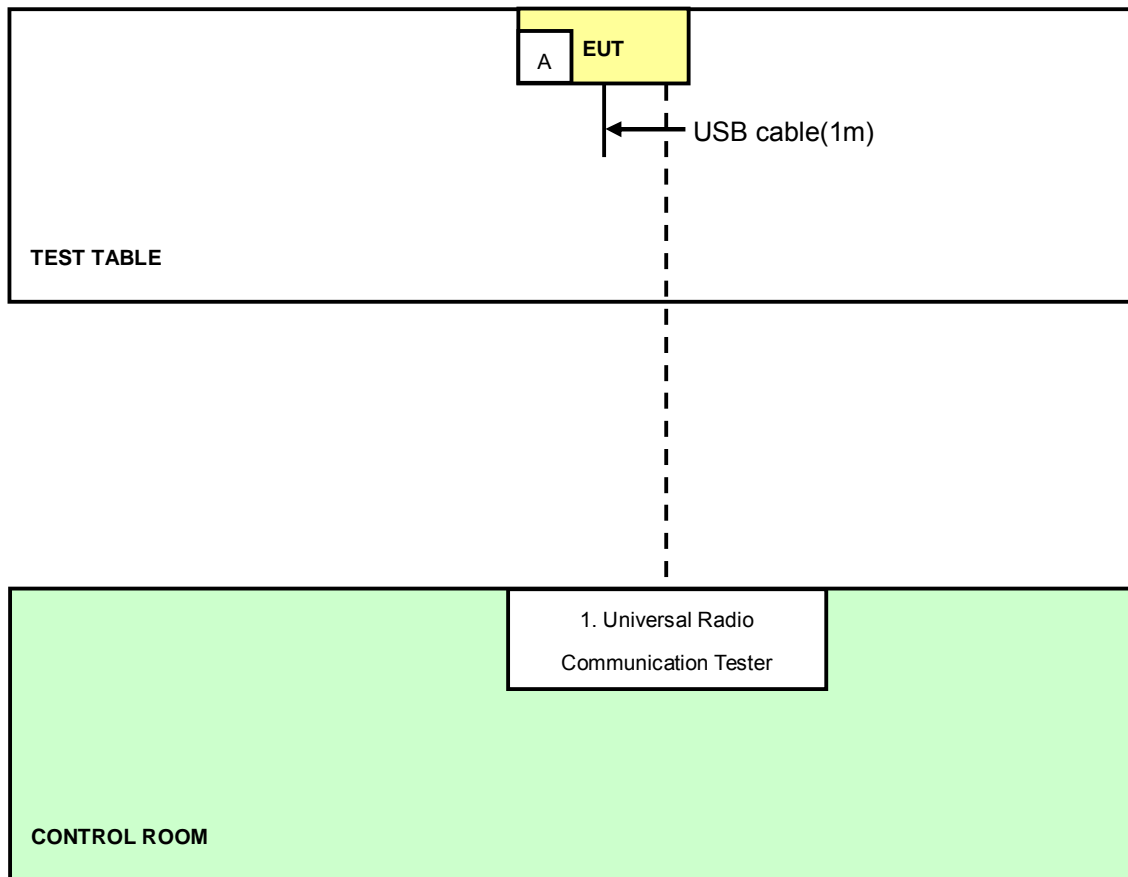 EUT
A
USB cable(1m)
TEST TABLE
1. Universal Radio
Communication Tester
CONTROL ROOM